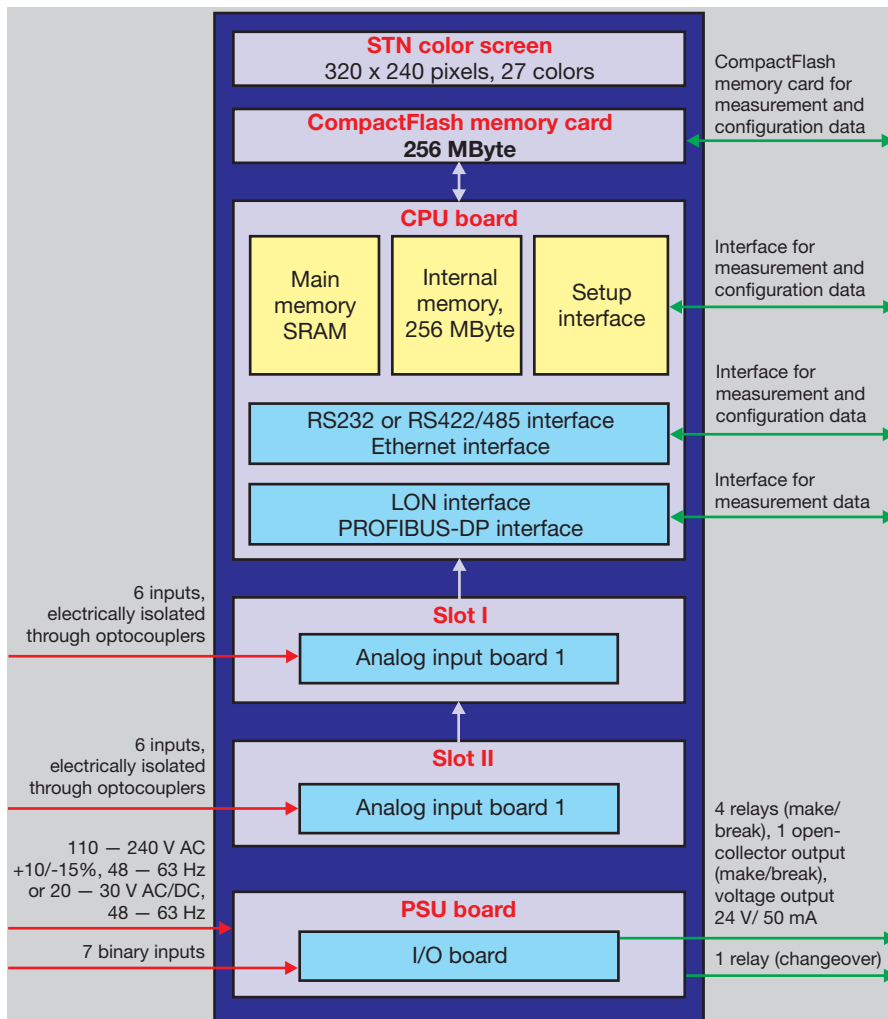 STN color screen
320 x 240 pixels, 27 colors
CompactFlash memory card
256 MByte
CompactFlash
memory card for
measurement and
configuration data
CPU board
Main
memory
SRAM
Internal
memory,
256 MByte
Setup
interface
Interface for
measurement and
configuration data
RS232 or RS422/485 interface
Ethernet interface
Interface for
measurement and
configuration data
LON interface
PROFIBUS-DP interface
Interface for
measurement data
6 inputs,
electrically isolated
through optocouplers
Slot I
Analog input board 1
6 inputs,
electrically isolated
through optocouplers
Slot II
Analog input board 1
110 — 240 V AC
+10/-15%, 48 — 63 Hz
or 20 — 30 V AC/DC,
48 — 63 Hz
7 binary inputs
PSU board
I/O board
4 relays (make/
break), 1 open-
collector output
(make/break),
voltage output
24 V/ 50 mA
1 relay (changeover)